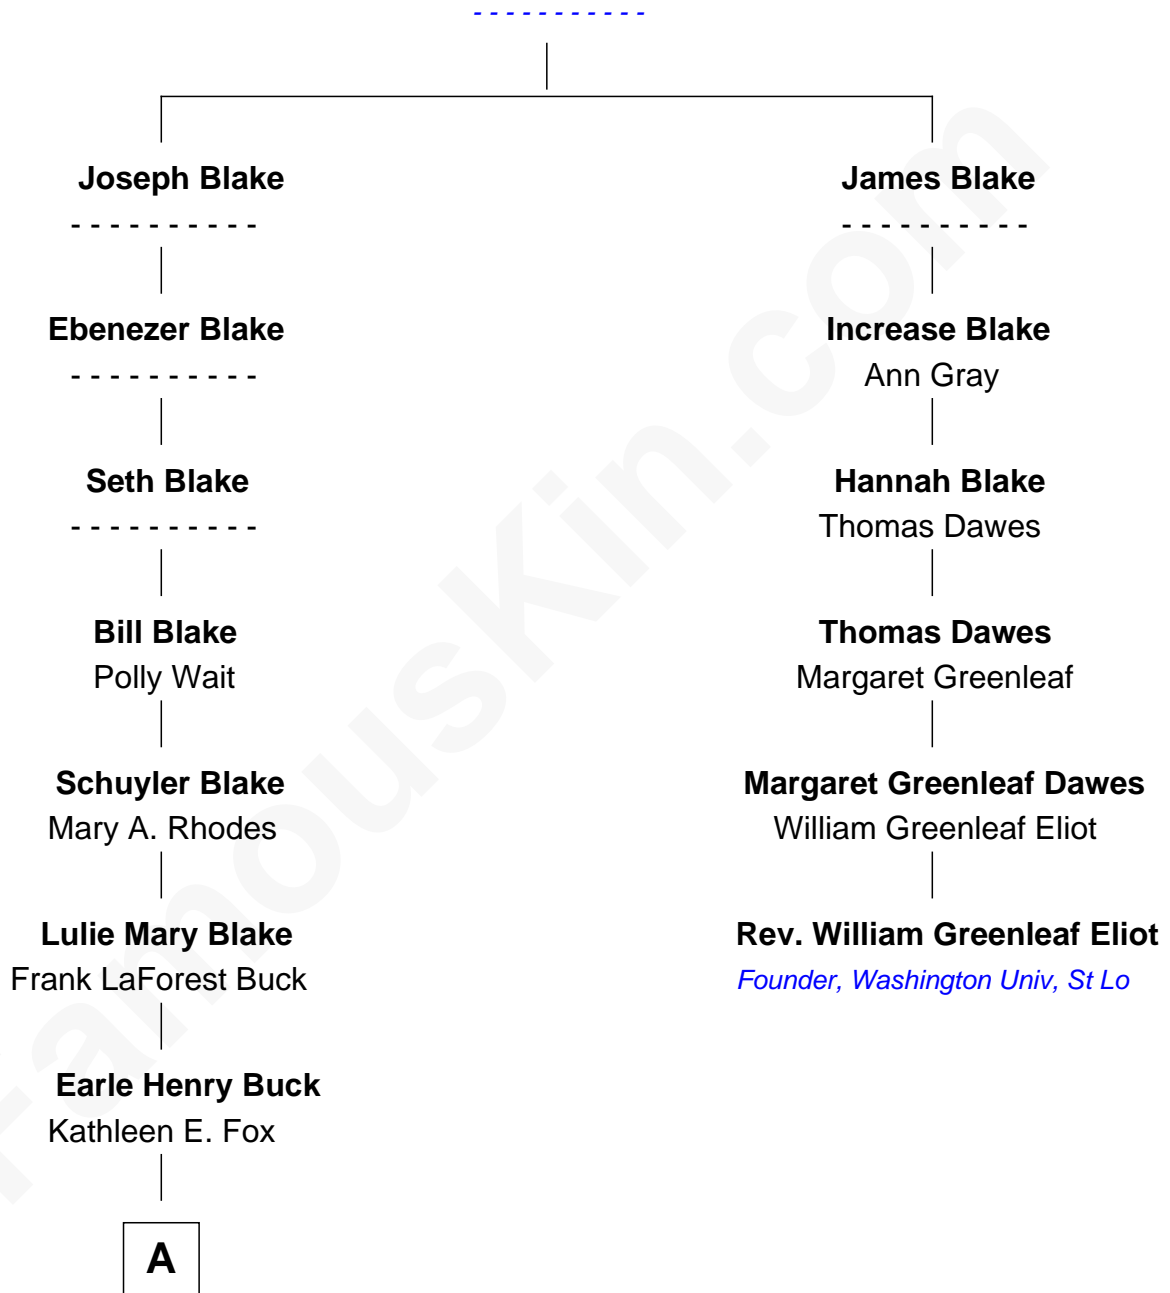 - - - - - - - - - - -
Joseph Blake
- - - - - - - - - -
Ebenezer Blake
- - - - - - - - - -
Seth Blake
- - - - - - - - - -
Bill Blake
Polly Wait
Schuyler Blake
Mary A. Rhodes
Lulie Mary Blake
Frank LaForest Buck
Earle Henry Buck
Kathleen E. Fox
A
James Blake
- - - - - - - - - -
Increase Blake
Ann Gray
Hannah Blake
Thomas Dawes
Thomas Dawes
Margaret Greenleaf
Margaret Greenleaf Dawes
William Greenleaf Eliot
Rev. William Greenleaf Eliot
Founder, Washington Univ, St Lo
FamousKin.com